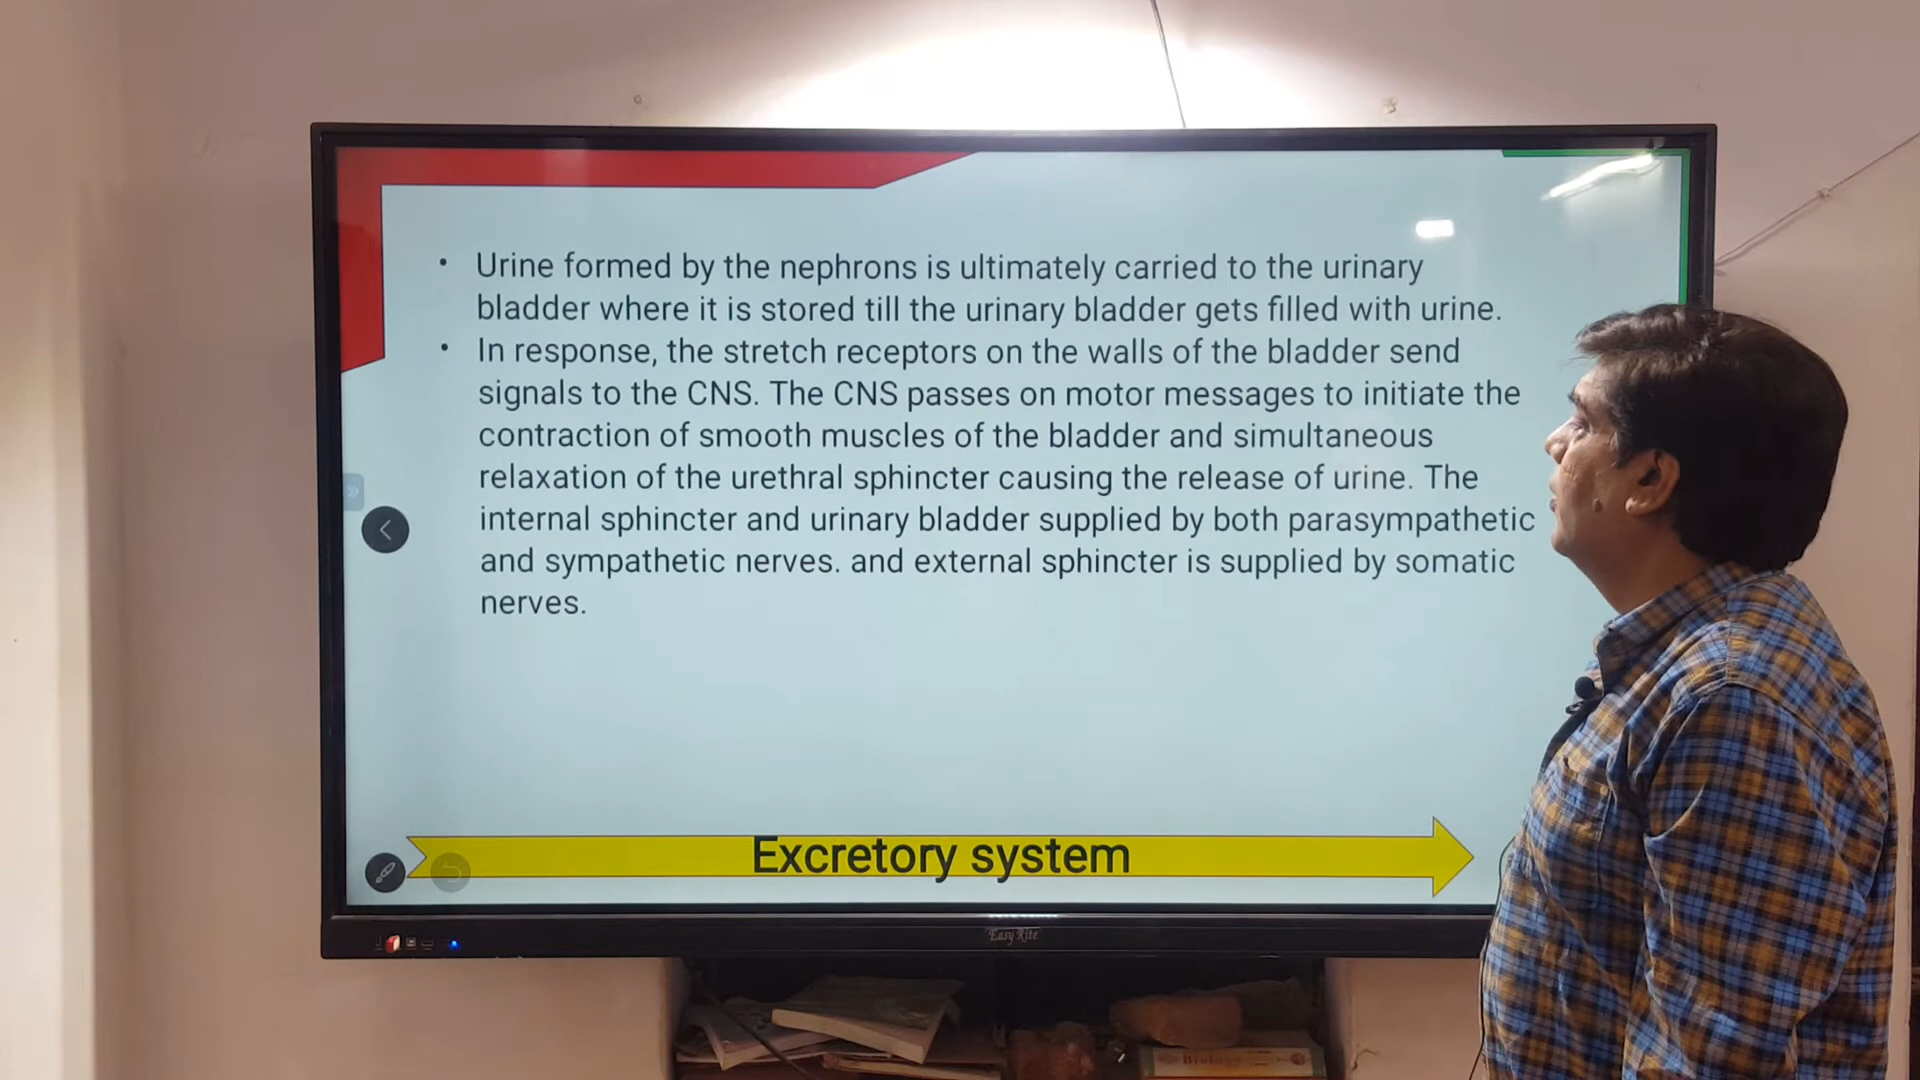 • Urine formed by the nephrons is ultimately carried to the urinary
bladder where it is stored till the urinary bladder gets filled with urine.
• In response, the stretch receptors on the walls of the bladder send
signals to the CNS. The CNS passes on motor messages to initiate the
contraction of smooth muscles of the bladder and simultaneous
relaxation of the urethral sphincter causing the release of urine. The
internal sphincter and urinary bladder supplied by both parasympathetic
and sympathetic nerves. and external sphincter is supplied by somatic
nerves.
Excretory system
EasyRite
Biology